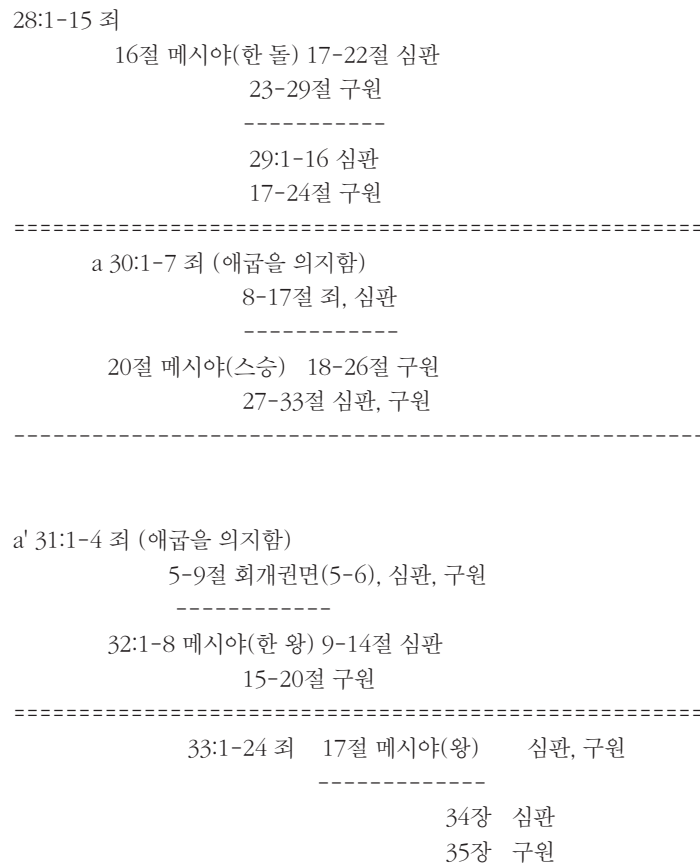 28:1-15 죄
16절 메시야(한 돌) 17-22절 심판
23-29절 구원
-----------
29:1-16 심판
17-24절 구원
=====================================================
a 30:1-7 죄 (애굽을 의지함)
8-17절 죄, 심판
------------
20절 메시야(스승) 18-26절 구원
27-33절 심판, 구원
-----------------------------------------------------
a' 31:1-4 죄 (애굽을 의지함)
5-9절 회개권면(5-6), 심판, 구원
------------
32:1-8 메시야(한 왕) 9-14절 심판
15-20절 구원
=====================================================
33:1-24 죄 17절 메시야(왕) 심판, 구원
-------------
34장 심판
35장 구원